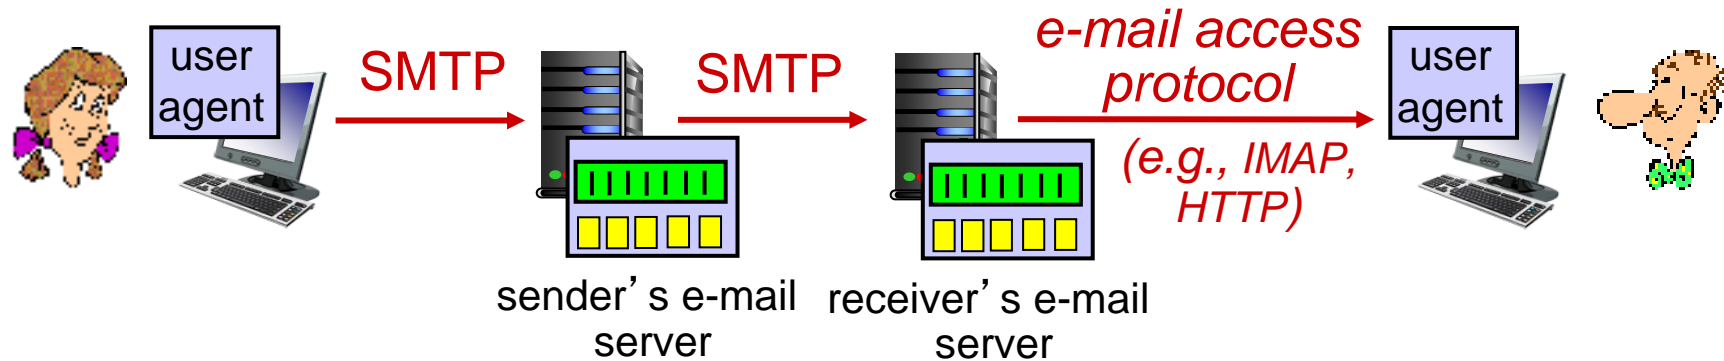 user
agent
SMTP
SMTP
e-mail access
protocol
(e.g., IMAP,
HTTP)
user
agent
sender’s e-mail
server
receiver’s e-mail
server